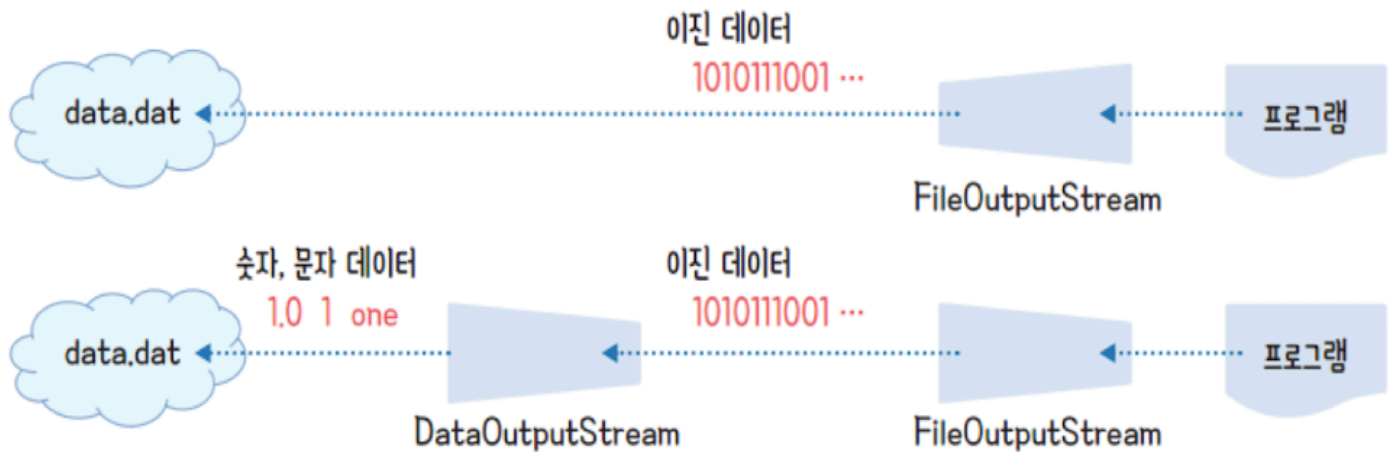 이진 데이터
1010111001 ···
data.dat
프로그램
FileOutputStream
숫자, 문자 데이터
이진 데이터
1.0 1 one
1010111001 ···
data.dat
프로그램
DataOutputStream
FileOutputStream